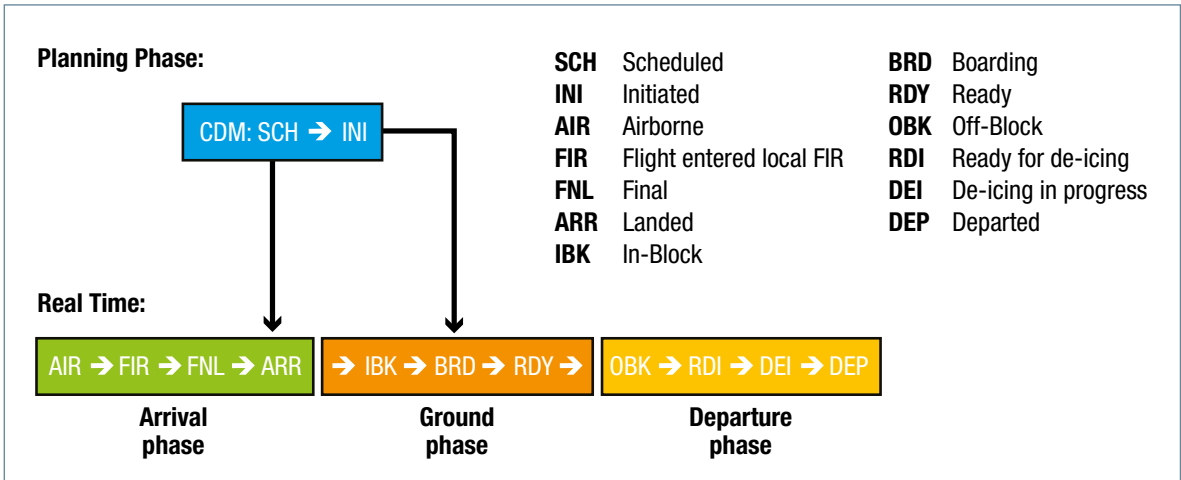 Planning Phase:
CDM: SCH → INI
SCH Scheduled
INI Initiated
AIR Airborne
FIR Flight entered local FIR
FNL Final
ARR Landed
IBK In-Block
BRD Boarding
RDY Ready
OBK Off-Block
RDI Ready for de-icing
DEI De-icing in progress
DEP Departed
Real Time:
AIR → FIR → FNL → ARR
→ IBK → BRD → RDY →
OBK → RDI → DEI → DEP
Arrival
phase
Ground
phase
Departure
phase